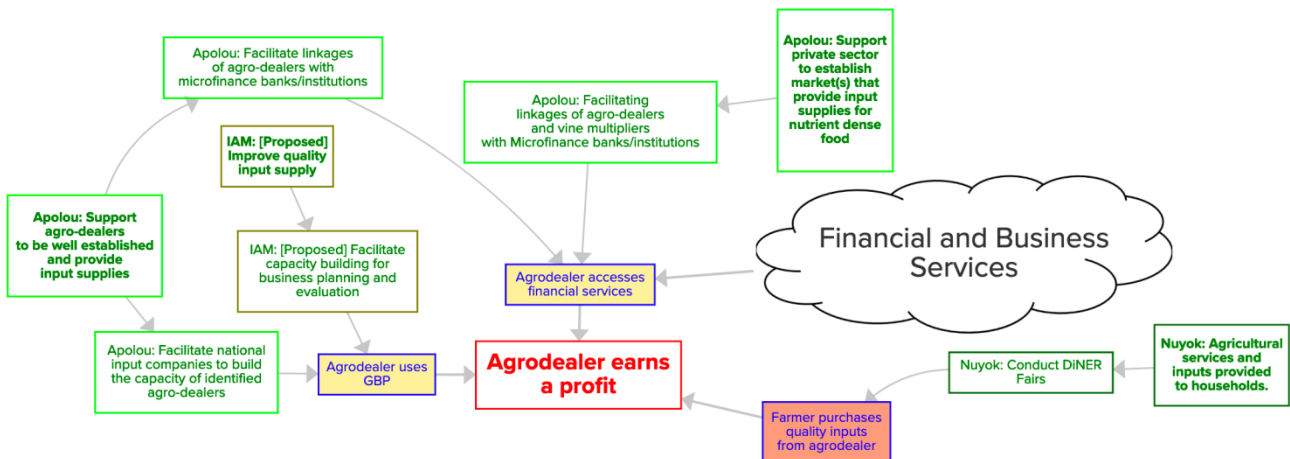 Apolou: Facilitate linkages
of agro-dealers with
microfinance banks/institutions
Apolou: Support
private sector
to establish
market(s) that
provide input
supplies for
nutrient dense
food
Apolou: Facilitating
linkages of agro-dealers
and vine multipliers
with Microfinance banks/institutions
IAM: [Proposed]
Improve quality
input supply
Apolou: Support
agro-dealers
to be well established
and provide
input supplies
IAM: [Proposed] Facilitate
capacity building for
business planning and
evaluation
Financial and Business
Services
Agrodealer accesses
financial services
Apolou: Facilitate national
input companies to build
the capacity of identified
agro-dealers
Agrodealer uses
GBP
Agrodealer earns
a profit
Nuyok: Conduct DiNER
Fairs
Nuyok: Agricultural
services and
inputs provided
to households.
Farmer purchases
quality inputs
from agrodealer